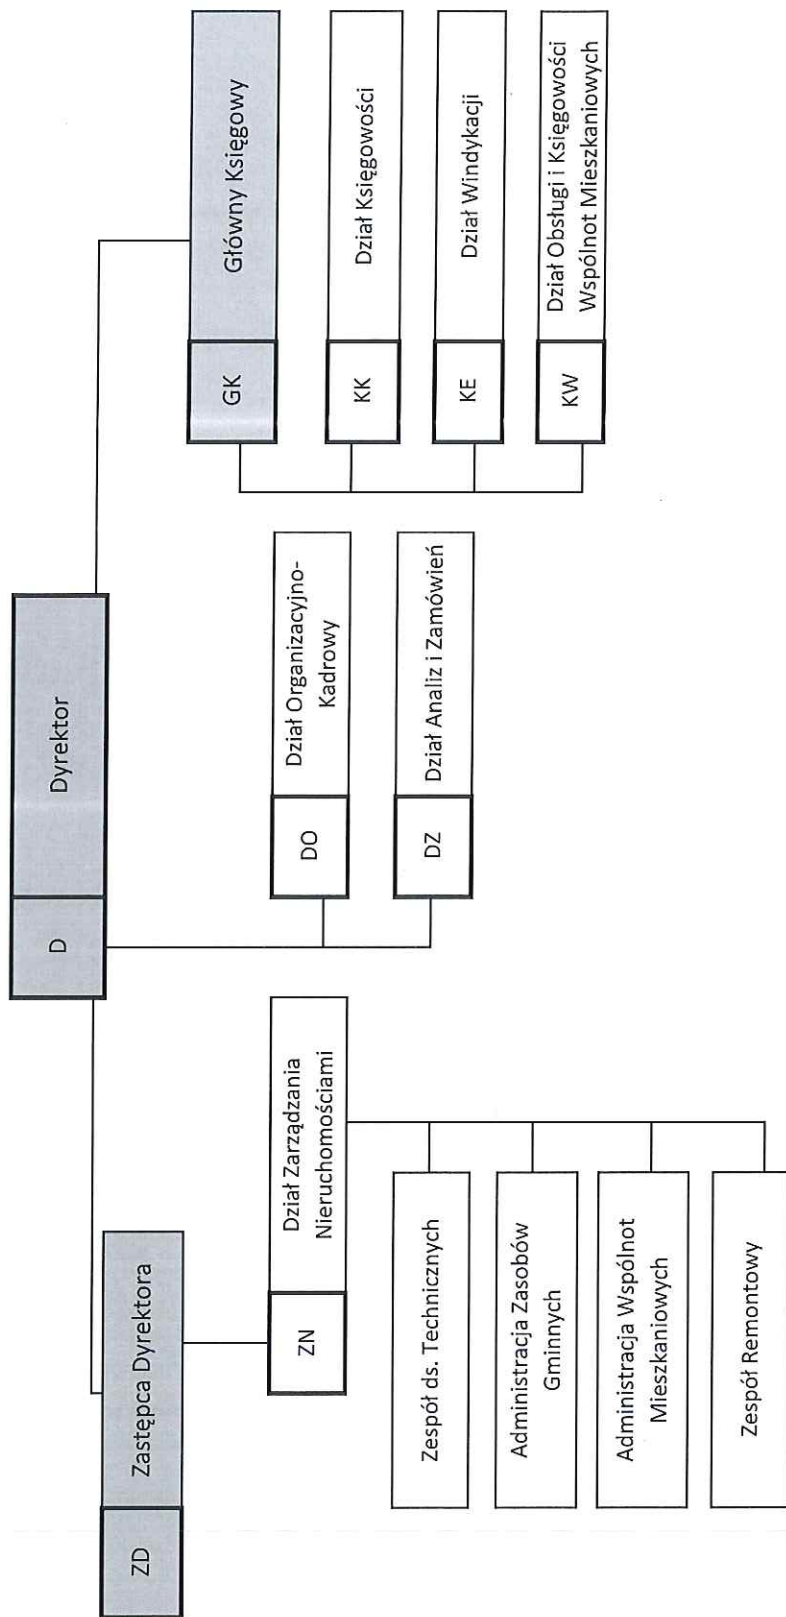 D
Dyrektor
ZD
Zastępca Dyrektora
ZN
Dział Zarządzania
Nieruchomościami
Zespół ds. Technicznych
Administracja Zasobów
Gminnych
Administracja Wspólnot
Mieszkaniowych
Zespół Remontowy
DO
Dział Organizacyjno-
Kadrowy
DZ
Dział Analiz i Zamówień
GK
Główny Księgowy
KK
Dział Księgowości
KE
Dział Windykacji
KW
Dział Obsługi i Księgowości
Wspólnot Mieszkaniowych